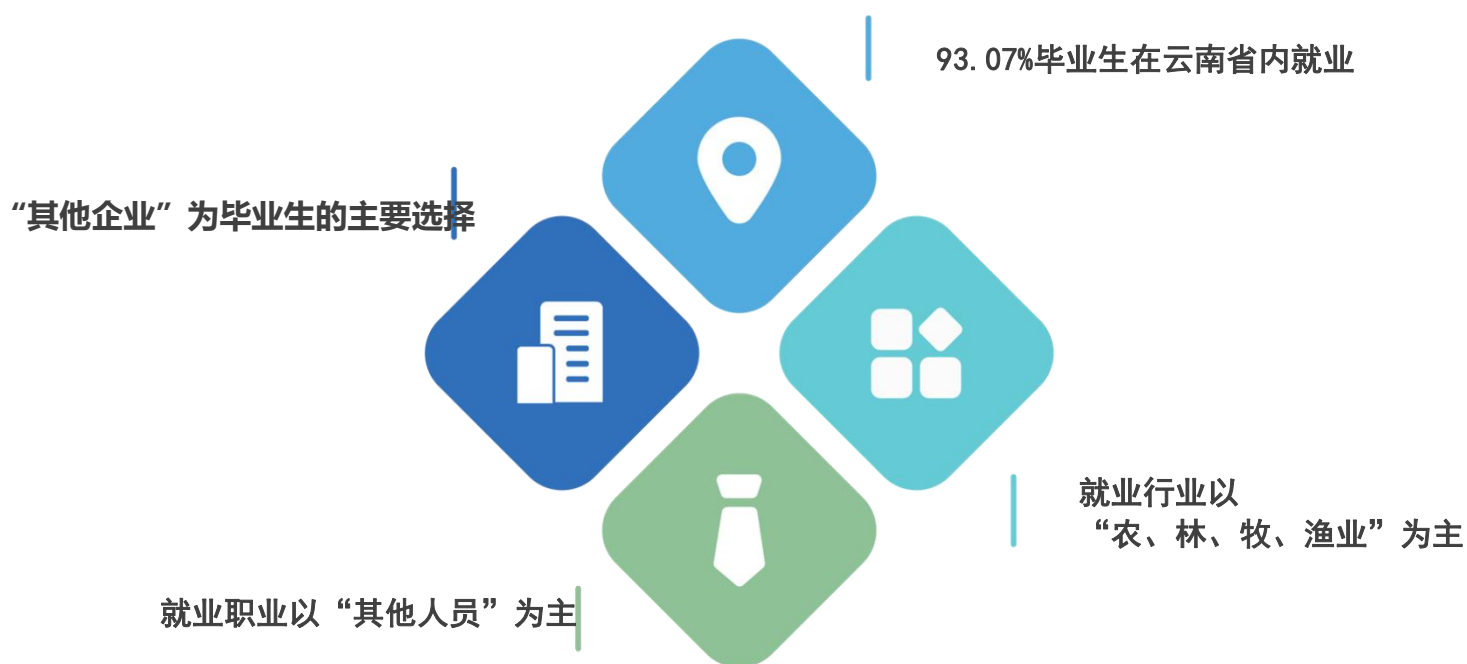 93.07%毕业生在云南省内就业
“其他企业”为毕业生的主要选择
就业行业以
“农、林、牧、渔业”为主
就业职业以“其他人员”为主